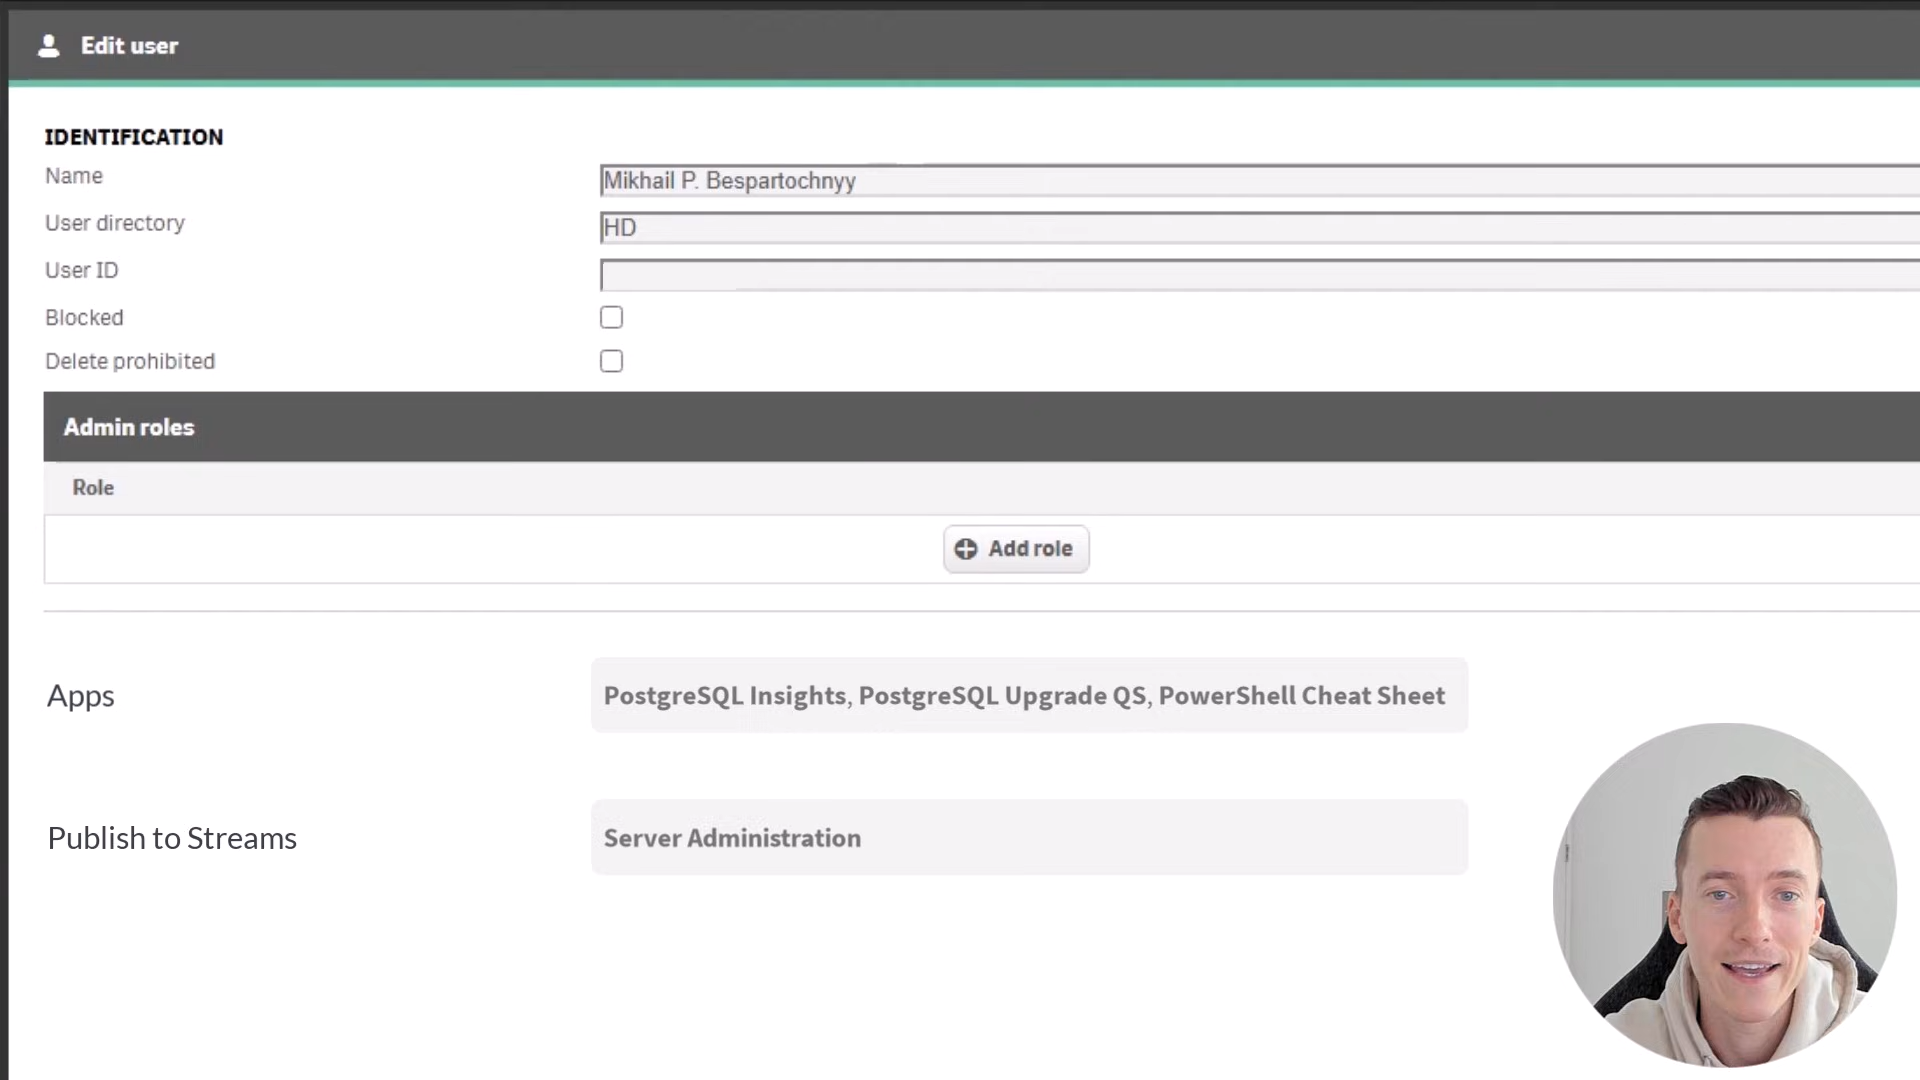 Edit user
IDENTIFICATION
Name
Mikhail P. Bespartochnyy
User directory
HD
User ID
Blocked
Delete prohibited
Admin roles
Role
Add role
Apps
PostgreSQL Insights, PostgreSQL Upgrade QS, PowerShell Cheat Sheet
Publish to Streams
Server Administration